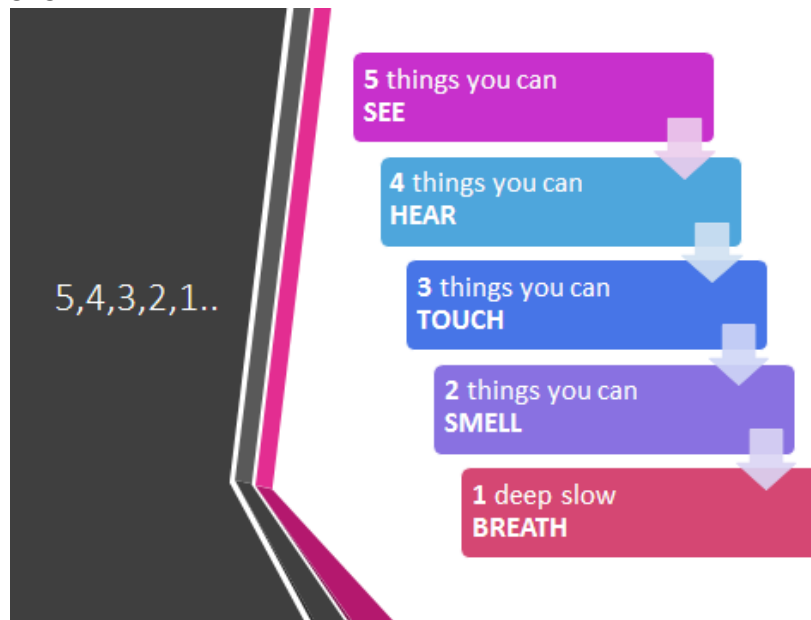 5,4,3,2,1..
5 things you can
SEE
4 things you can
HEAR
3 things you can
TOUCH
2 things you can
SMELL
1 deep slow
BREATH